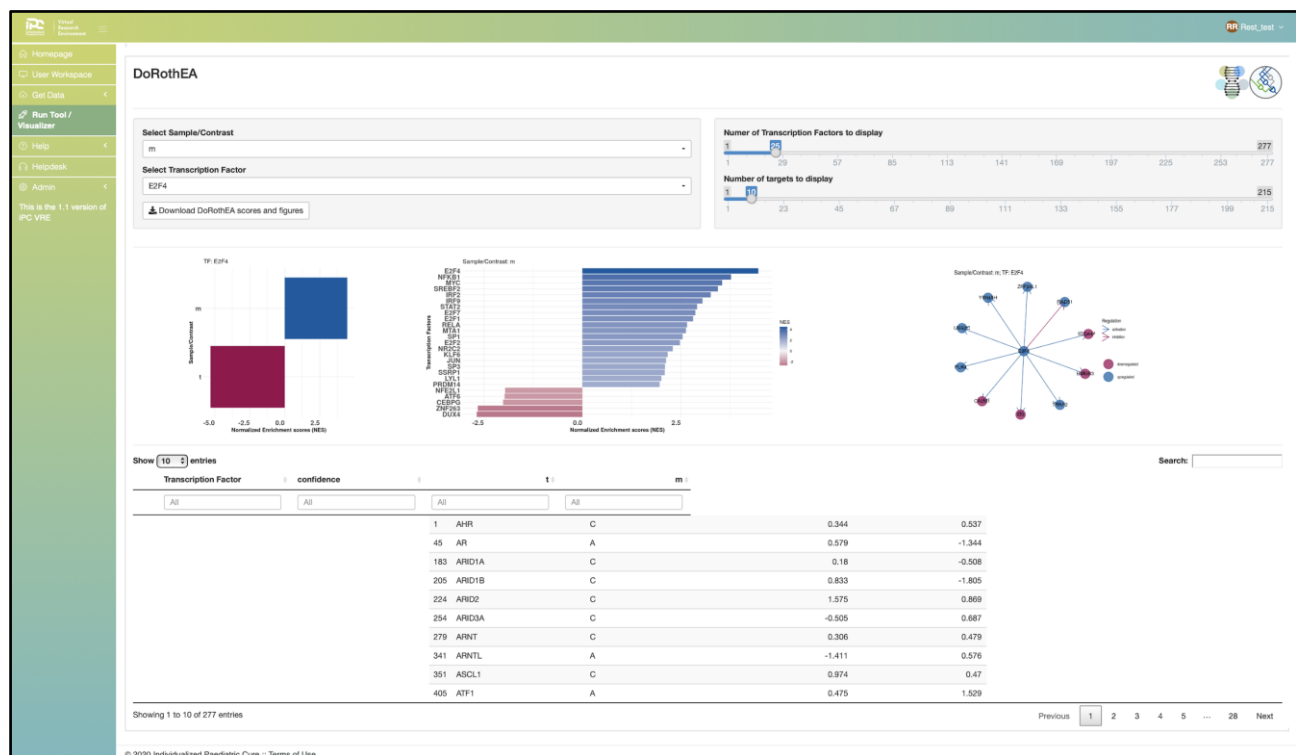 iPC Virtual Research Environment
RR Rest_test
Homepage
User Workspace
Get Data
Run Tool /
Visualizer
Help
Helpdesk
Admin
This is the 1.1 version of
iPC VRE
DoRothEA
Select Sample/Contrast
m
Select Transcription Factor
E2F4
Download DoRothEA scores and figures
Numer of Transcription Factors to display
1 25 277
1 29 57 85 113 141 169 197 225 253 277
Number of targets to display
1 10 215
1 23 45 67 89 111 133 155 177 199 215
TF: E2F4
Sample/Contrast
m
t
-5.0 -2.5 0.0 2.5
Normalized Enrichment scores (NES)
Sample/Contrast: m
Transcription Factors
E2F4
NFKB1
MYC
SREBF2
IRF2
IRF9
STAT2
E2F7
E2F1
RELA
MTA1
SP1
E2F2
NR2C2
KLF6
JUN
SP3
SSRP1
LYL1
PRDM14
NFE2L1
ATF6
CEBPG
ZNF263
DUX4
-2.5 0.0 2.5
Normalized Enrichment scores (NES)
NES
Sample/Contrast: m; TF: E2F4
Regulation
downregulated
upregulated
Show 10 entries
Search:
Transcription Factor confidence t m
All All All All
1 AHR C 0.344 0.537
45 AR A 0.579 -1.344
183 ARID1A C 0.18 -0.508
205 ARID1B C 0.833 -1.805
224 ARID2 C 1.575 0.869
254 ARID3A C -0.505 0.687
279 ARNT C 0.306 0.479
341 ARNTL A -1.411 0.576
351 ASCL1 C 0.974 0.47
405 ATF1 A 0.475 1.529
Showing 1 to 10 of 277 entries
Previous 1 2 3 4 5 ... 28 Next
© 2020 Individualized Paediatric Cure :: Terms of Use